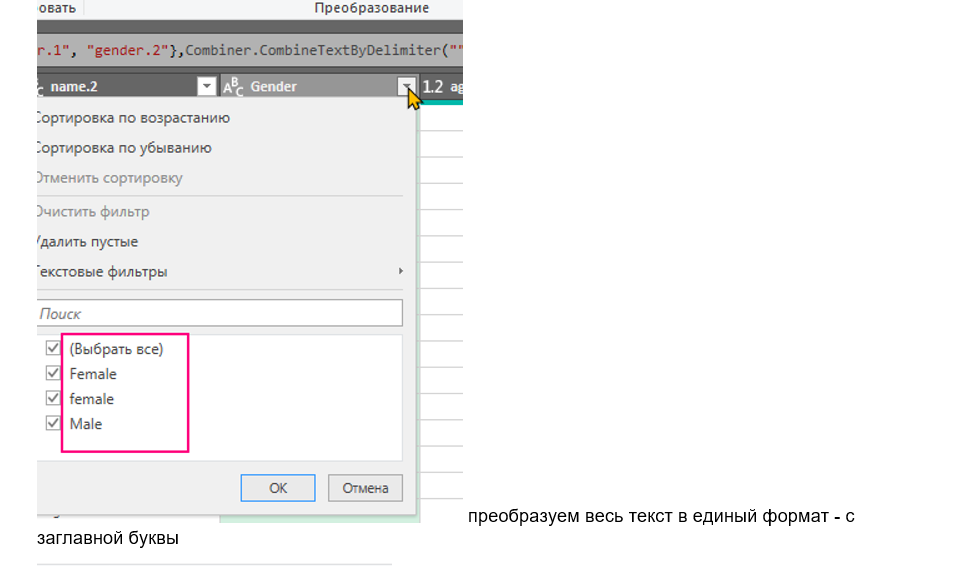 овать Преобразование
r.1", "gender.2"},Combiner.CombineTextByDelimiter(""
name.2 ABC Gender 1.2 ag
Сортировка по возрастанию
Сортировка по убыванию
Отменить сортировку
Очистить фильтр
Удалить пустые
Текстовые фильтры
Поиск
(Выбрать все)
Female
female
Male
ОК Отмена
преобразуем весь текст в единый формат - с
заглавной буквы